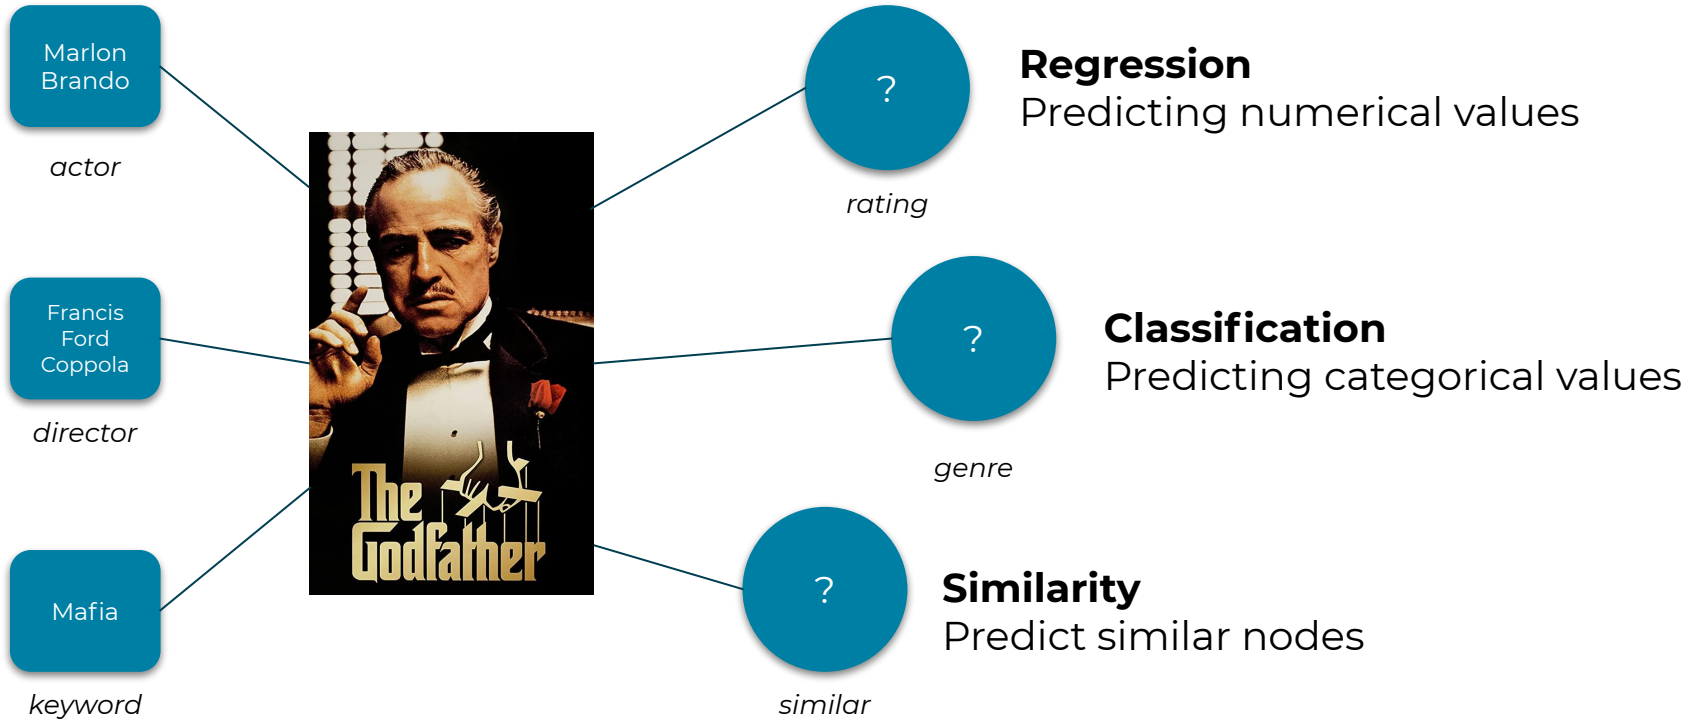 Marlon
Brando
actor
Francis
Ford
Coppola
director
Mafia
keyword
The
Godfather
?
rating
Regression
Predicting numerical values
?
genre
Classification
Predicting categorical values
?
similar
Similarity
Predict similar nodes